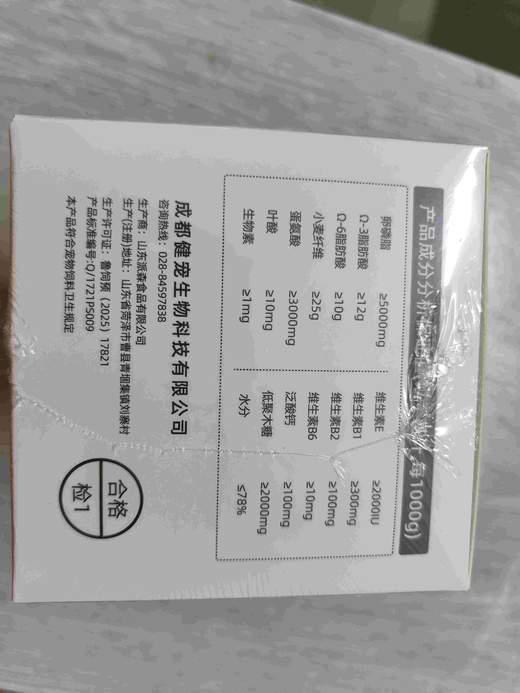 产品成分分析保证值(每1000g)
卵磷脂 ≥5000mg 维生素E ≥2000IU
Ω-3脂肪酸 ≥12g 维生素B1 ≥300mg
Ω-6脂肪酸 ≥10g 维生素B2 ≥100mg
小麦纤维 ≥25g 维生素B6 ≥10mg
蛋氨酸 ≥3000mg 泛酸钙 ≥100mg
叶酸 ≥10mg 低聚木糖 ≥2000mg
生物素 ≥1mg 水分 ≤78%
成都健宠生物科技有限公司
咨询热线：028-84597838
生产商：山东派森食品有限公司
生产(注册)地址：山东省菏泽市曹县青堌集镇刘寨村
生产许可证：鲁饲预（2025）17821
产品标准编号:Q/1721PS009
本产品符合宠物饲料卫生规定
合格
检1